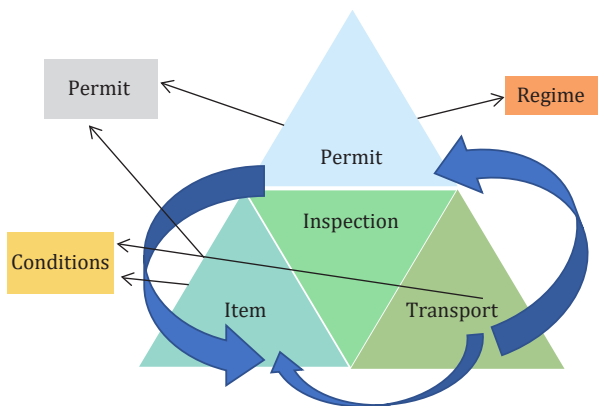 Permit
Regime
Permit
Inspection
Conditions
Item
Transport